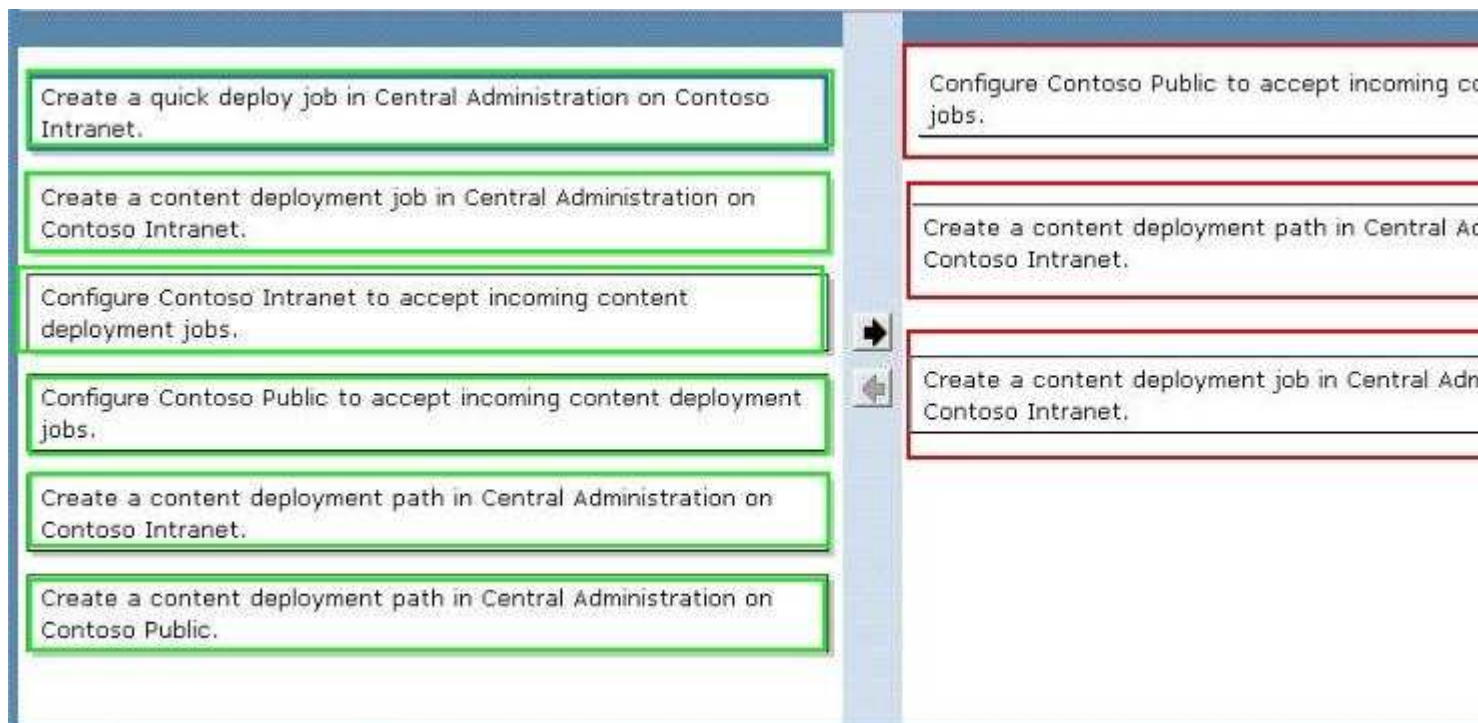 Create a quick deploy job in Central Administration on Contoso
Intranet.
Create a content deployment job in Central Administration on
Contoso Intranet.
Configure Contoso Intranet to accept incoming content
deployment jobs.
Configure Contoso Public to accept incoming content deployment
jobs.
Create a content deployment path in Central Administration on
Contoso Intranet.
Create a content deployment path in Central Administration on
Contoso Public.
Configure Contoso Public to accept incoming
jobs.
Create a content deployment path in Central
Contoso Intranet.
Create a content deployment job in Central
Contoso Intranet.